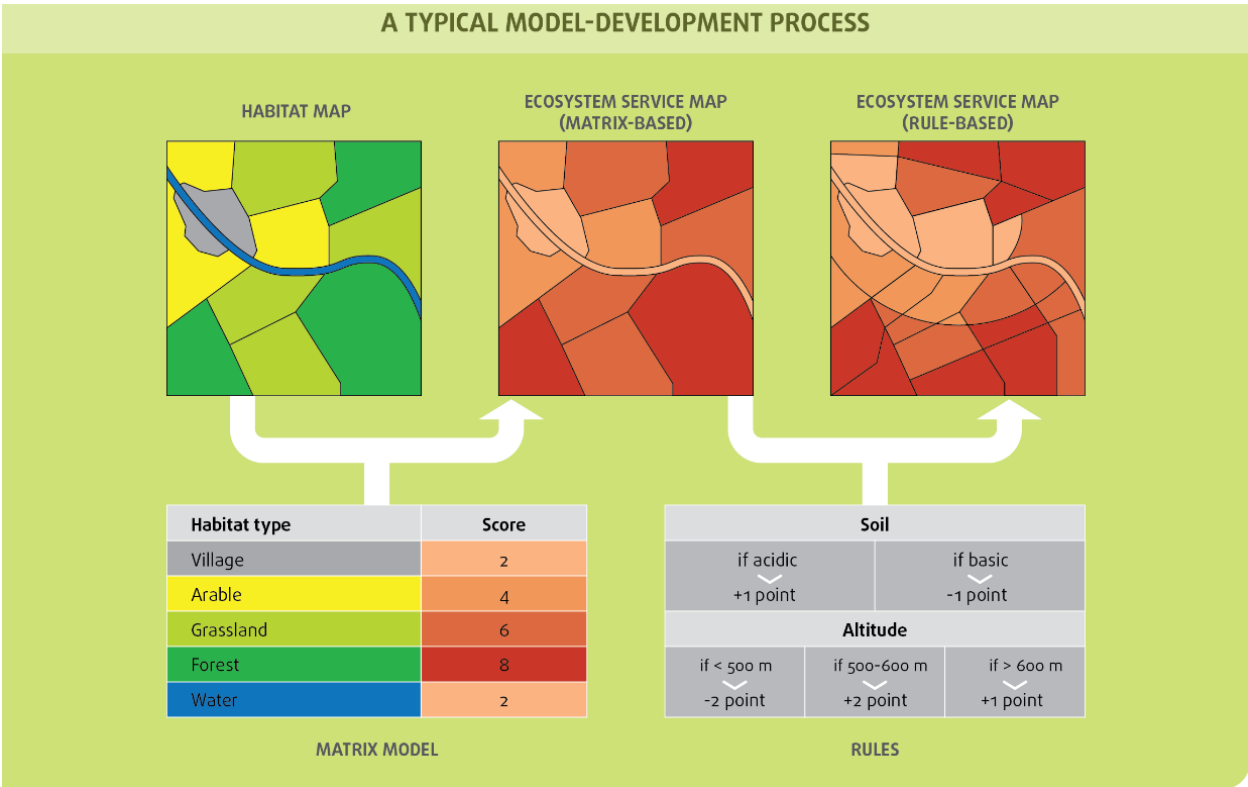 A TYPICAL MODEL-DEVELOPMENT PROCESS
HABITAT MAP
ECOSYSTEM SERVICE MAP
(MATRIX-BASED)
ECOSYSTEM SERVICE MAP
(RULE-BASED)
Habitat type Score
Village 2
Arable 4
Grassland 6
Forest 8
Water 2
MATRIX MODEL
Soil
if acidic if basic
+1 point -1 point
Altitude
if < 500 m if 500-600 m if > 600 m
-2 point +2 point +1 point
RULES